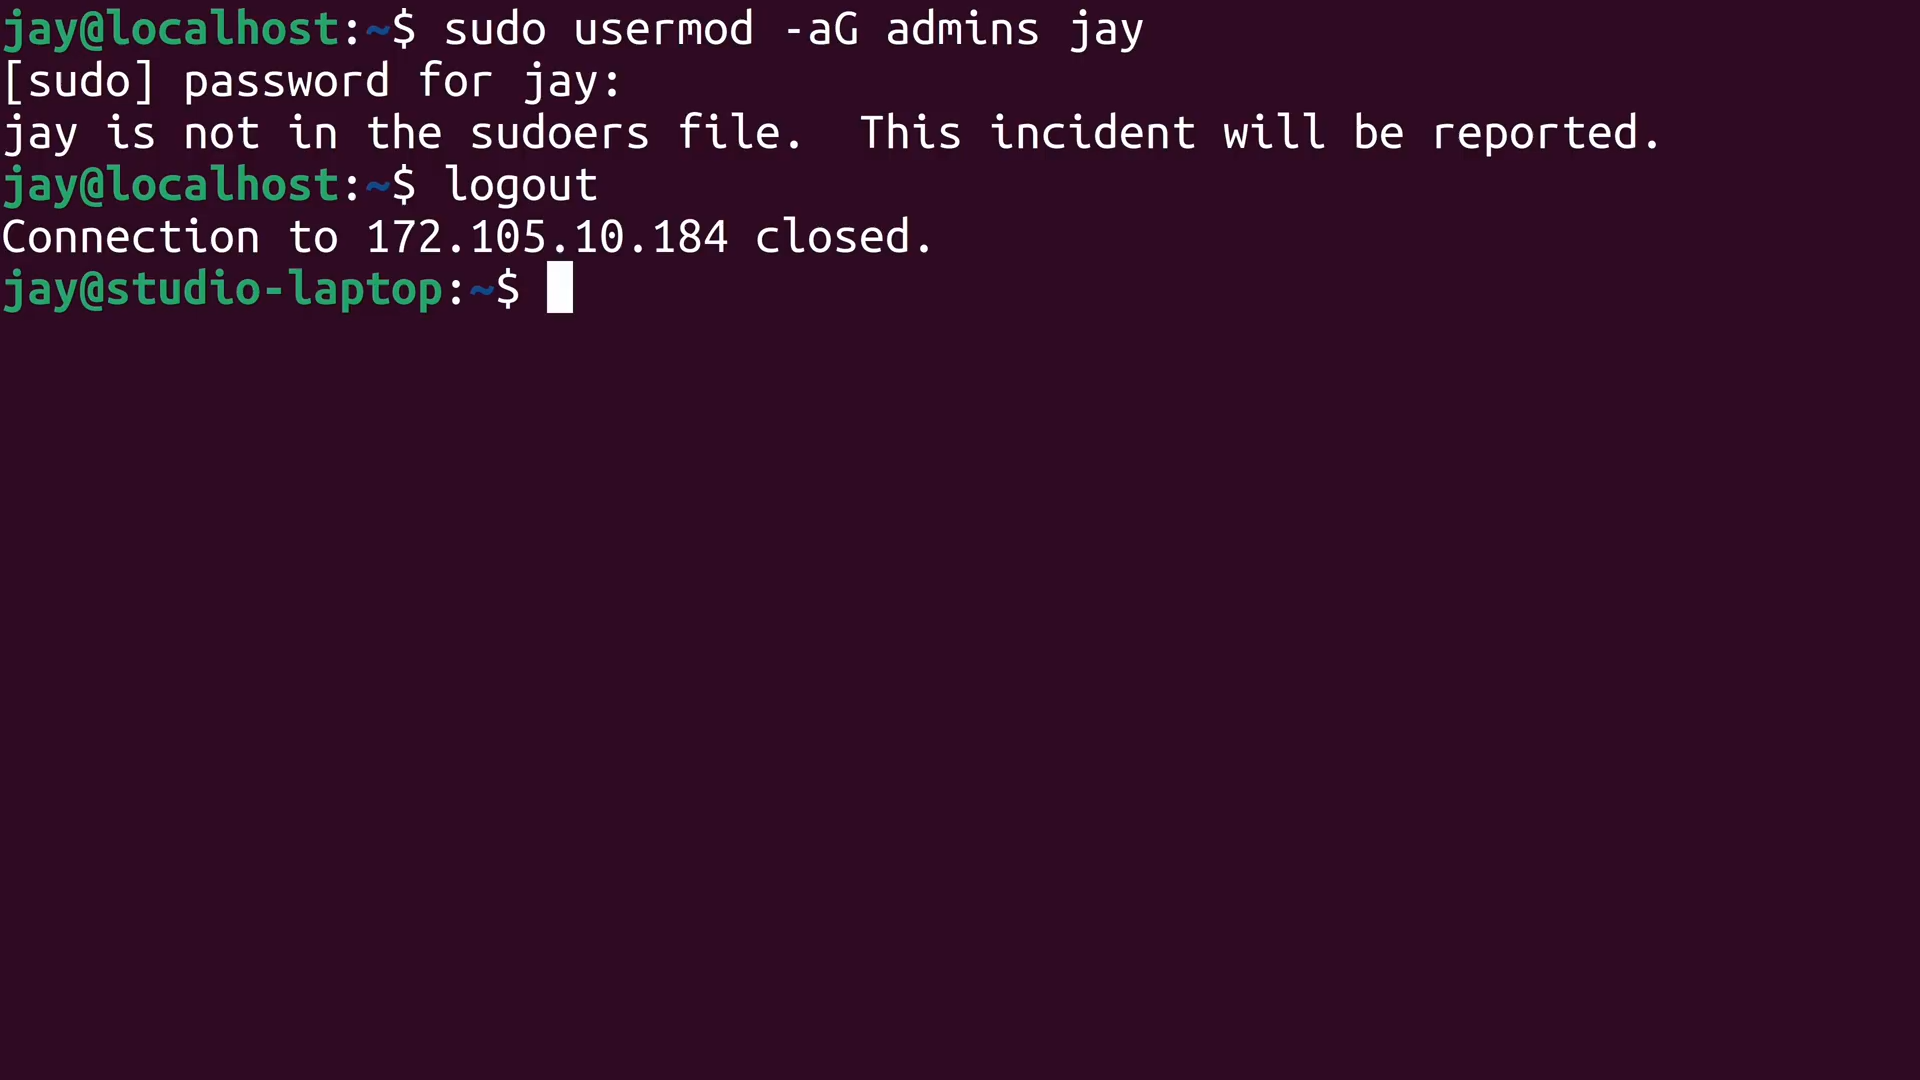 jay@localhost:~$ sudo usermod -aG admins jay
[sudo] password for jay:
jay is not in the sudoers file.  This incident will be reported.
jay@localhost:~$ logout
Connection to 172.105.10.184 closed.
jay@studio-laptop:~$